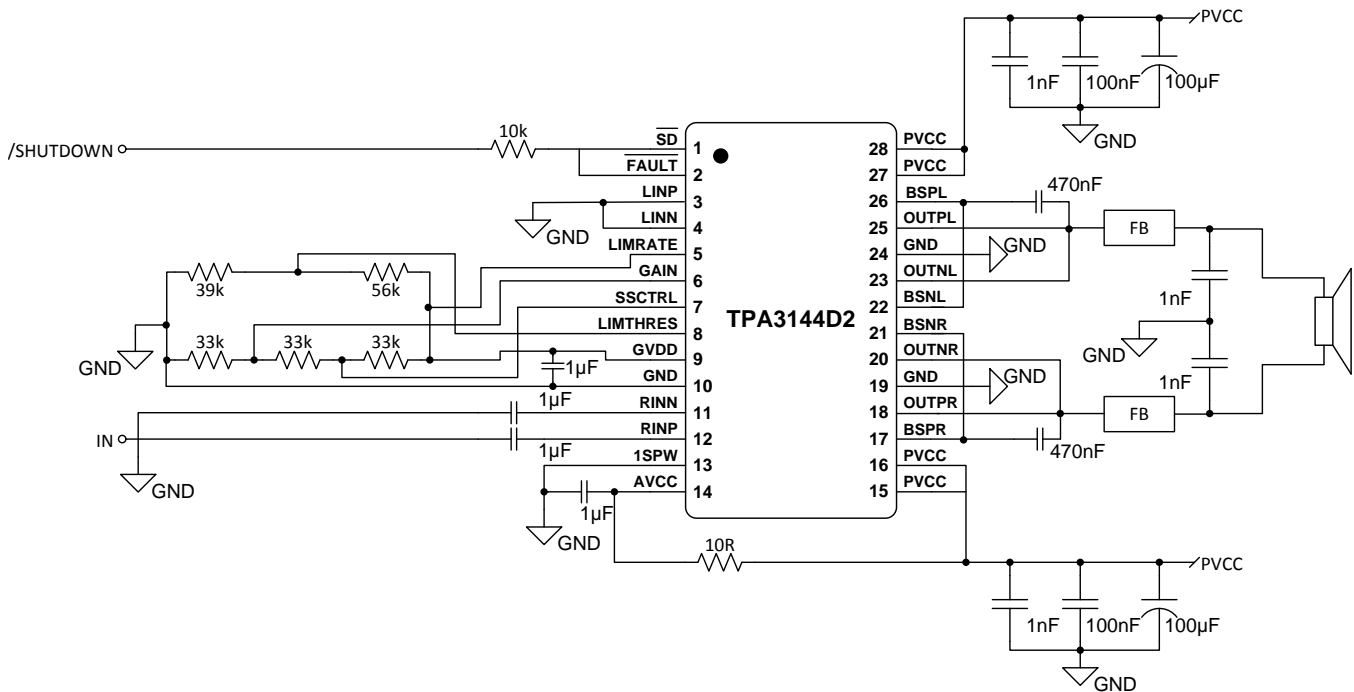 PVCC
1nF
100nF
100µF
GND
/SHUTDOWN
10k
SD
1
28
PVCC
FAULT
2
27
PVCC
470nF
LINP
3
26
BSPL
GND
LINN
4
25
OUTPL
FB
LIMRATE
5
24
GND
GND
39k
56k
GAIN
6
23
OUTNL
1nF
SSCTRL
7
22
BSNL
TPA3144D2
LIMTHRES
8
21
BSNR
GND
33k
33k
33k
GVDD
9
20
OUTNR
GND
1µF
GND
10
19
GND
GND
1nF
1µF
RINN
11
18
OUTPR
FB
IN
RINP
12
17
BSPR
1µF
470nF
1SPW
13
16
PVCC
GND
AVCC
14
15
PVCC
1µF
GND
10R
PVCC
1nF
100nF
100µF
GND